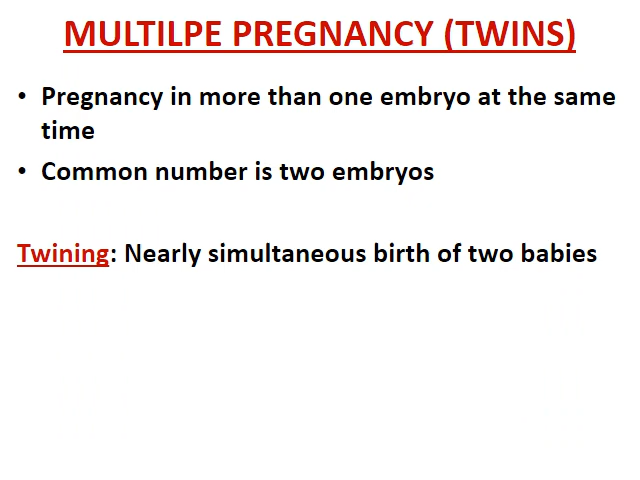 MULTILPE PREGNANCY (TWINS)
• Pregnancy in more than one embryo at the same
time
• Common number is two embryos
Twining: Nearly simultaneous birth of two babies